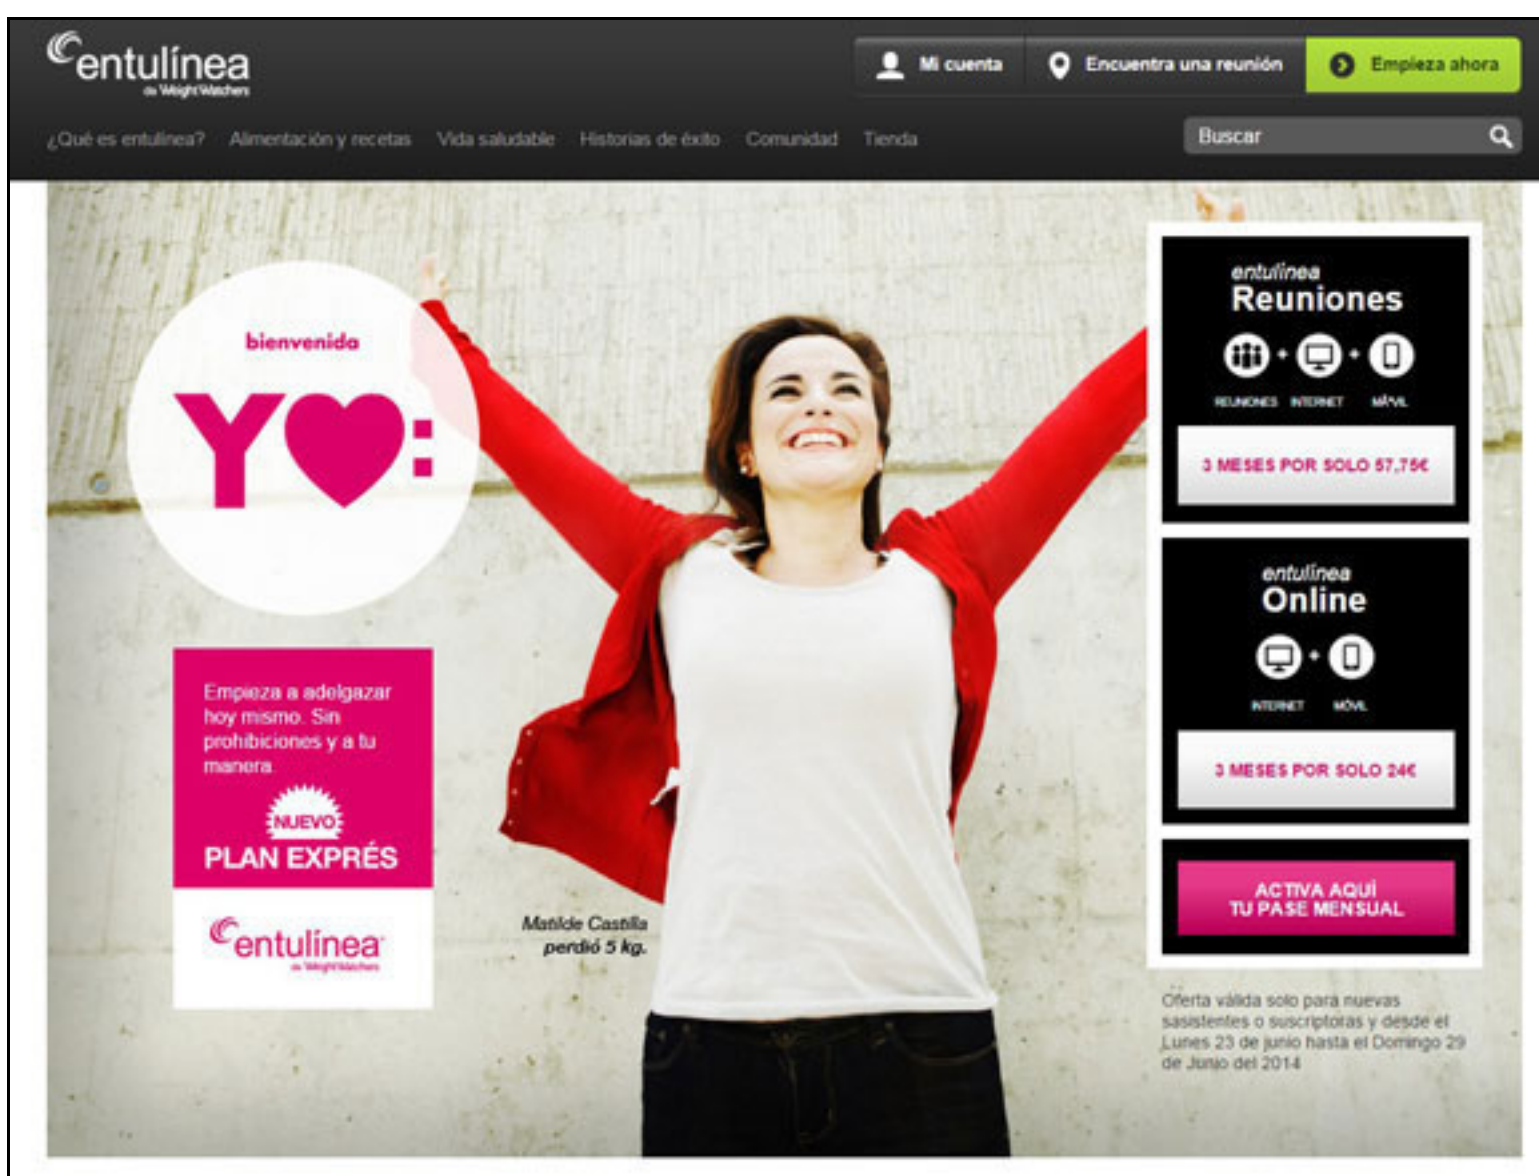 entulínea
de WeightWatchers
Mi cuenta
Encuentra una reunión
Empieza ahora
¿Qué es entulínea? Alimentación y recetas Vida saludable Historias de éxito Comunidad Tienda
Buscar
bienvenida
Y♥:
Empieza a adelgazar
hoy mismo. Sin
prohibiciones y a tu
manera.
NUEVO
PLAN EXPRÉS
entulínea
de WeightWatchers
Matilde Castilla
perdió 5 kg.
entulínea
Reuniones
REUNIONES INTERNET MÂ³VIL
3 MESES POR SOLO 57,75€
entulínea
Online
INTERNET MÓVIL
3 MESES POR SOLO 24€
ACTIVA AQUÍ
TU PASE MENSUAL
Oferta válida solo para nuevas
sasistentes o suscriptoras y desde el
Lunes 23 de junio hasta el Domingo 29
de Junio del 2014